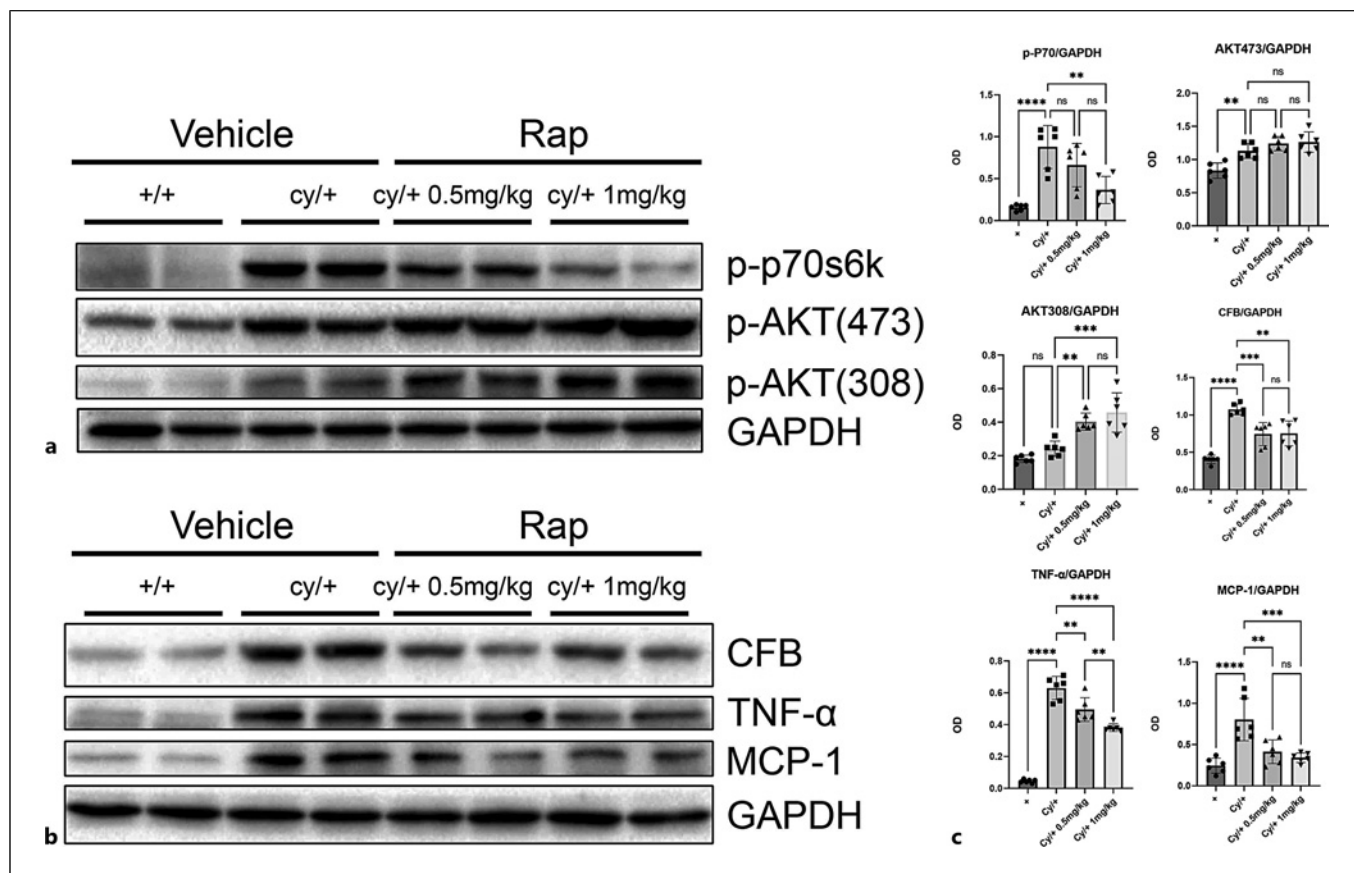 Vehicle Rap
+/+ cy/+ cy/+ 0.5mg/kg cy/+ 1mg/kg
p-p70s6k
p-AKT(473)
p-AKT(308)
GAPDH
a
Vehicle Rap
+/+ cy/+ cy/+ 0.5mg/kg cy/+ 1mg/kg
CFB
TNF-α
MCP-1
GAPDH
b
p-P70/GAPDH
**
**** ns ns
1.5
1.0
0.5
0.0
OD
+ Cy/+ Cy/+ 0.5mg/kg Cy/+ 1mg/kg
AKT473/GAPDH
ns
** ns ns
2.0
1.5
1.0
0.5
0.0
OD
+ Cy/+ Cy/+ 0.5mg/kg Cy/+ 1mg/kg
AKT308/GAPDH
***
ns ** ns
0.8
0.6
0.4
0.2
0.0
OD
+ Cy/+ Cy/+ 0.5mg/kg Cy/+ 1mg/kg
CFB/GAPDH
**
***
**** ns
1.5
1.0
0.5
0.0
OD
+ Cy/+ Cy/+ 0.5mg/kg Cy/+ 1mg/kg
TNF-α/GAPDH
****
**
**** **
0.8
0.6
0.4
0.2
0.0
OD
+ Cy/+ Cy/+ 0.5mg/kg Cy/+ 1mg/kg
MCP-1/GAPDH
***
**
**** ns
1.5
1.0
0.5
0.0
OD
+ Cy/+ Cy/+ 0.5mg/kg Cy/+ 1mg/kg
c